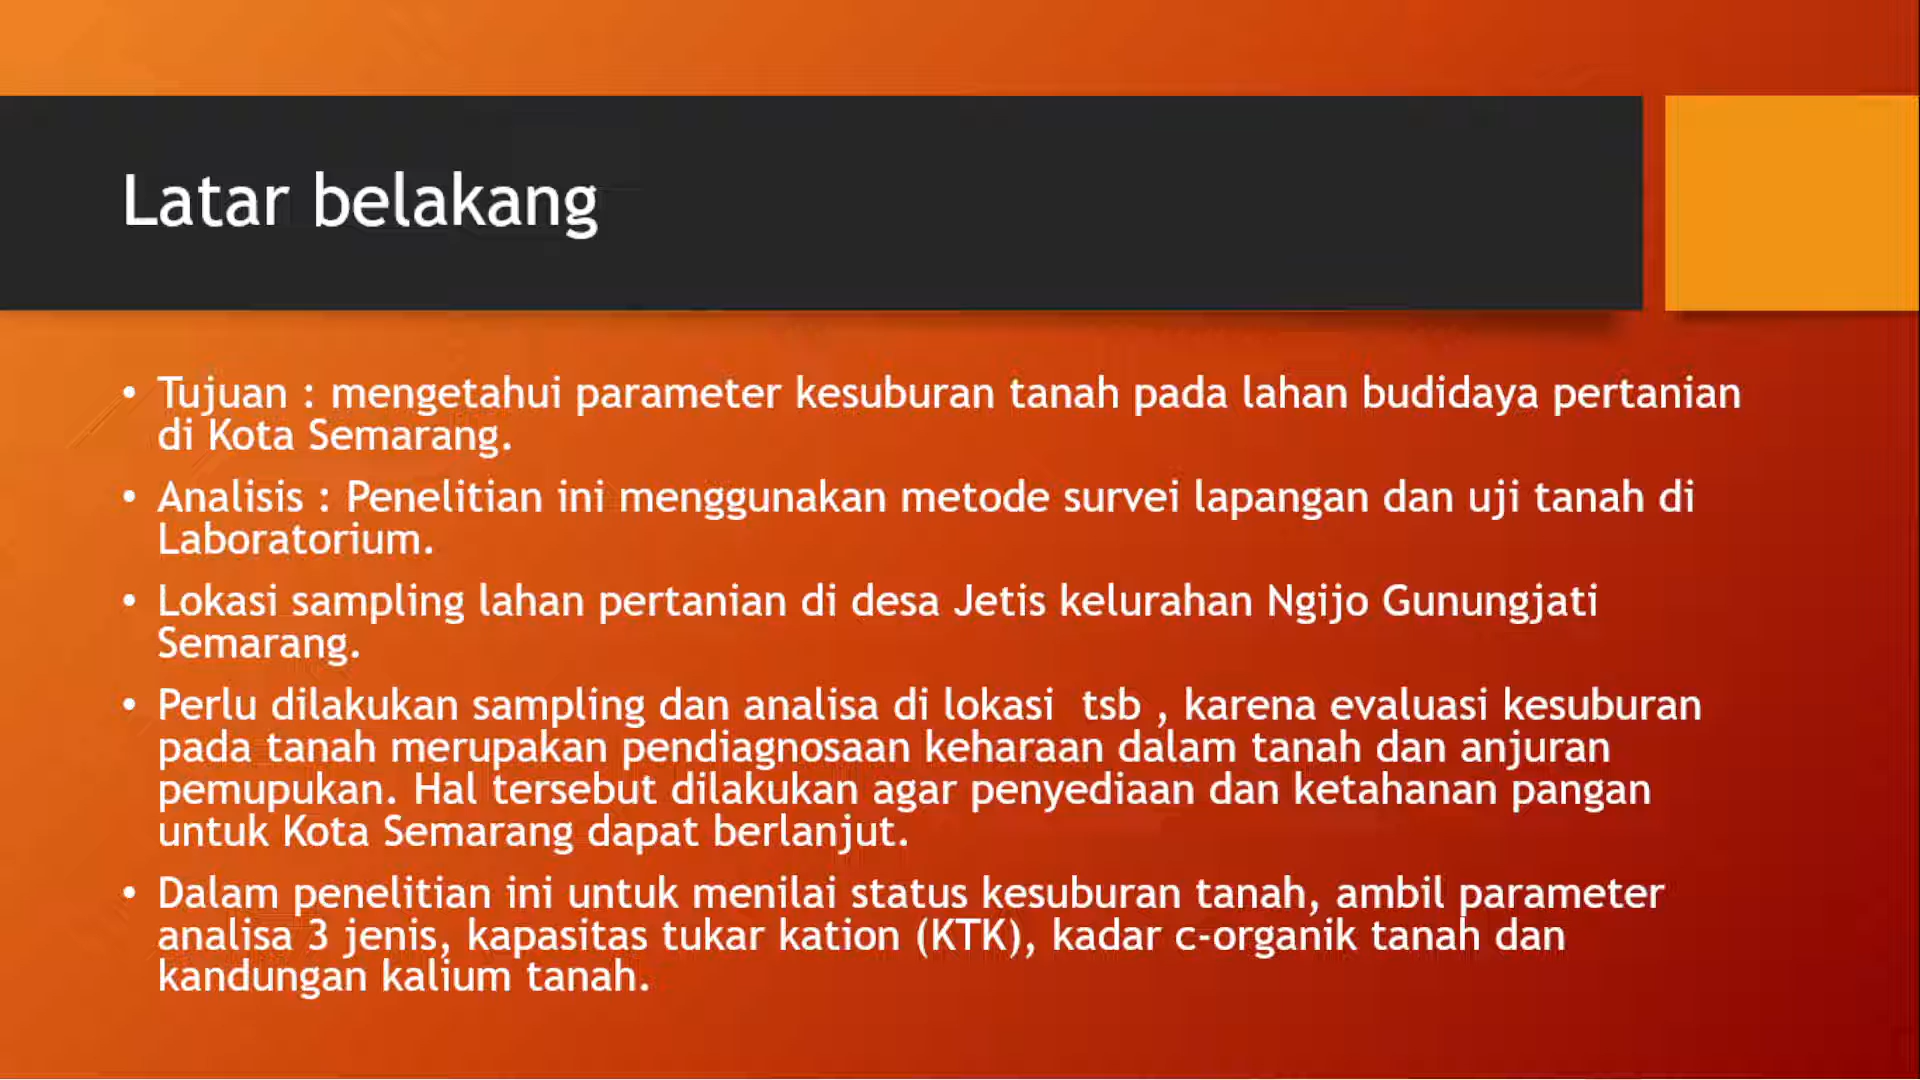 Latar belakang
• Tujuan : mengetahui parameter kesuburan tanah pada lahan budidaya pertanian
di Kota Semarang.
• Analisis : Penelitian ini menggunakan metode survei lapangan dan uji tanah di
Laboratorium.
• Lokasi sampling lahan pertanian di desa Jetis kelurahan Ngijo Gunungjati
Semarang.
• Perlu dilakukan sampling dan analisa di lokasi  tsb , karena evaluasi kesuburan
pada tanah merupakan pendiagnosaan keharaan dalam tanah dan anjuran
pemupukan. Hal tersebut dilakukan agar penyediaan dan ketahanan pangan
untuk Kota Semarang dapat berlanjut.
• Dalam penelitian ini untuk menilai status kesuburan tanah, ambil parameter
analisa 3 jenis, kapasitas tukar kation (KTK), kadar c-organik tanah dan
kandungan kalium tanah.